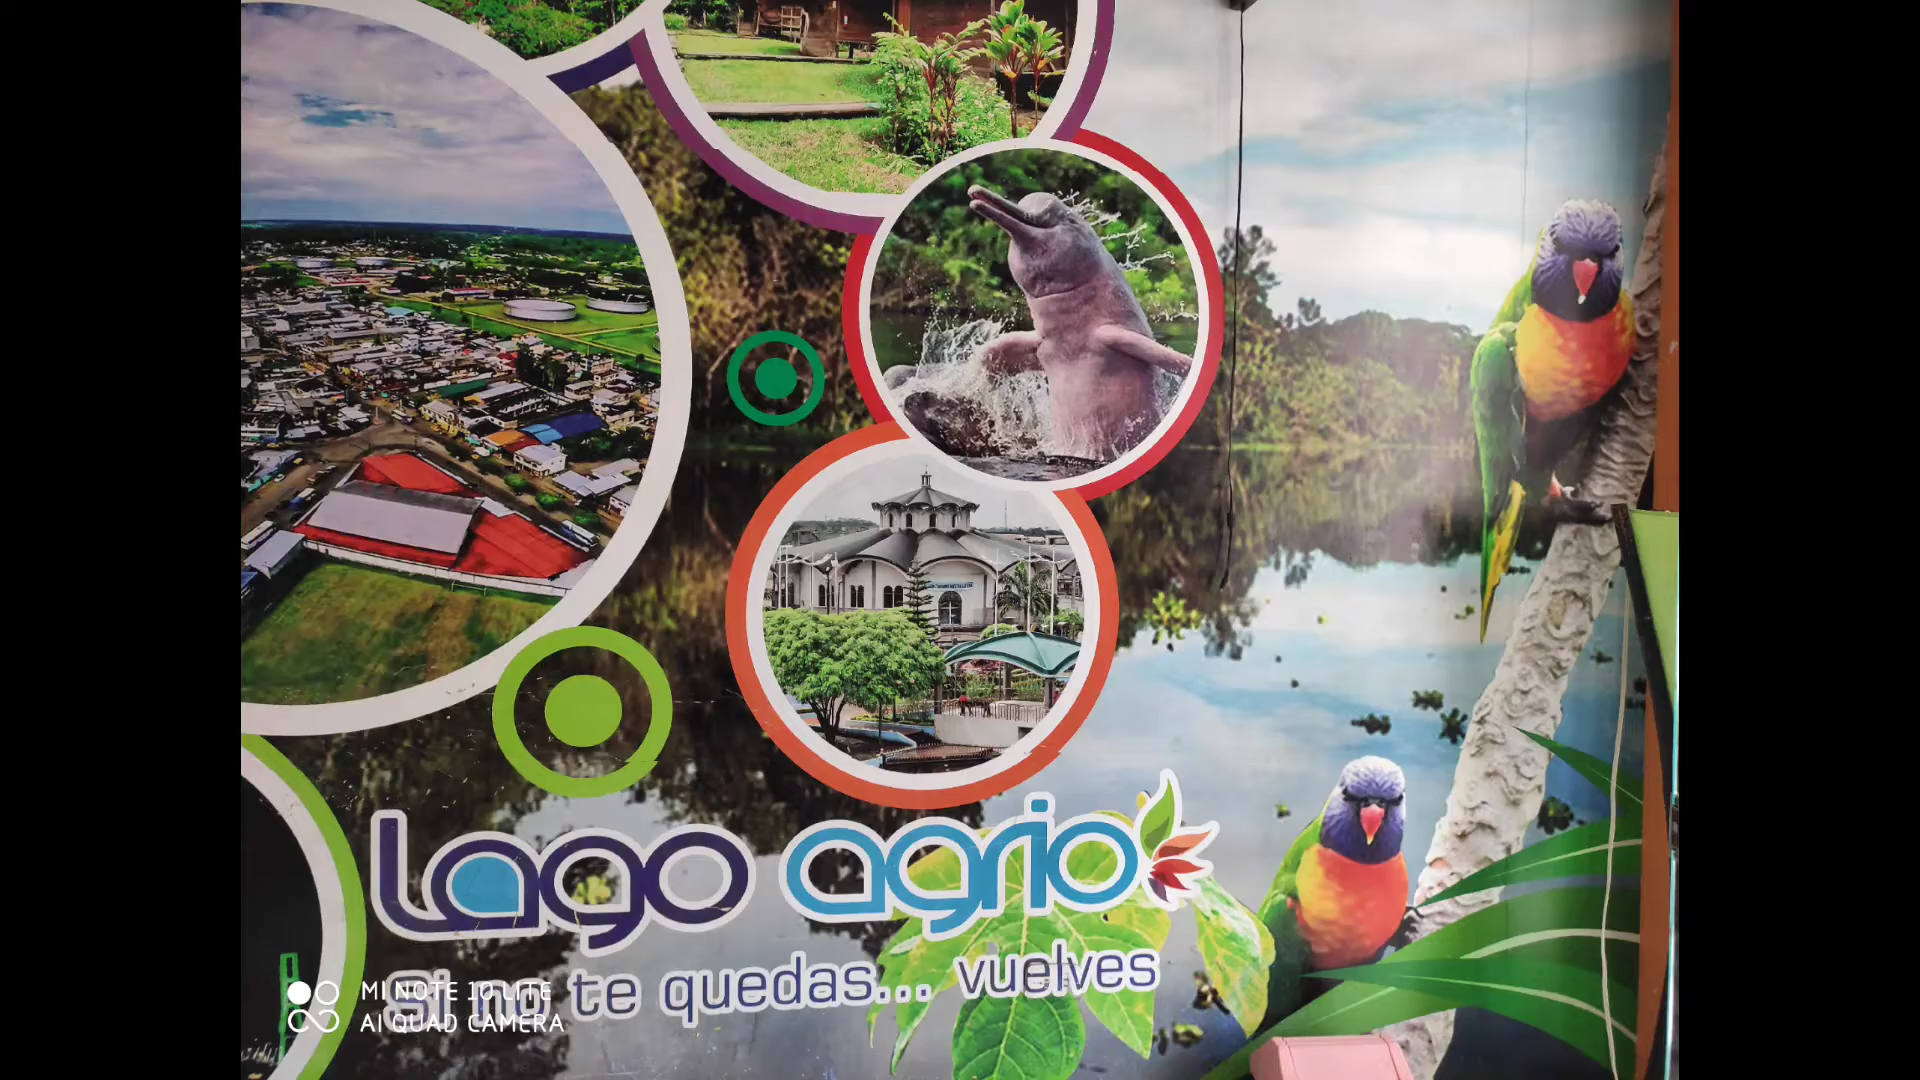 Lago agrio
Si no te quedas... vuelves
MI NOTE 10 LITE
AI QUAD CAMERA